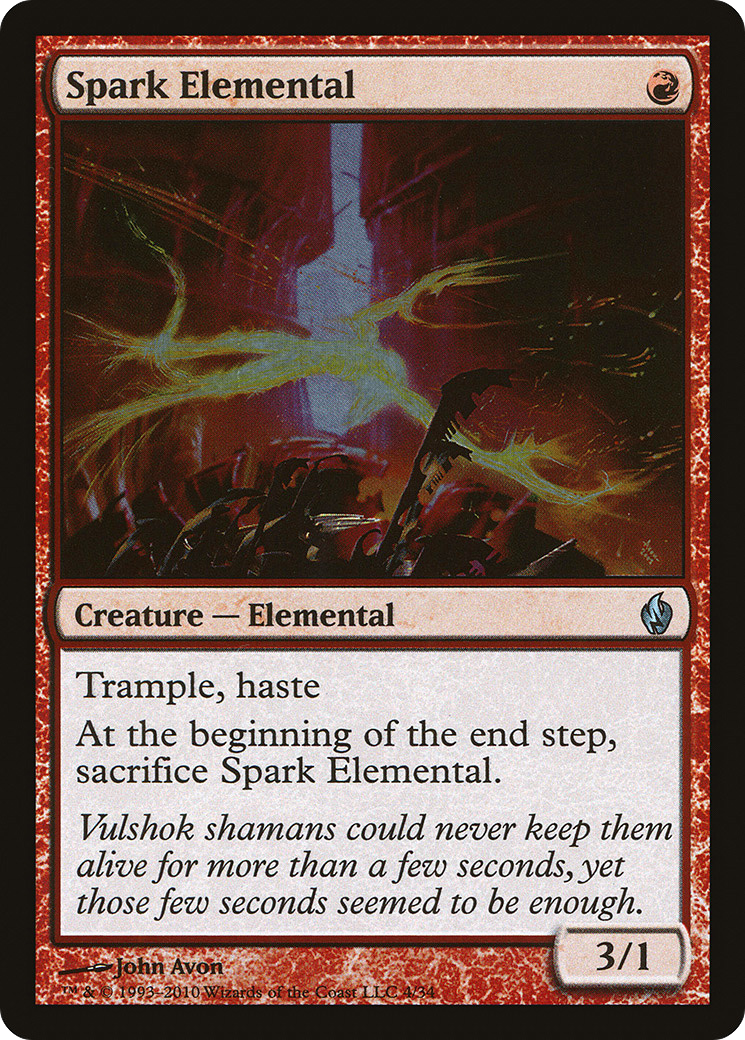 Spark Elemental
Creature — Elemental
Trample, haste
At the beginning of the end step,
sacrifice Spark Elemental.
Vulshok shamans could never keep them
alive for more than a few seconds, yet
those few seconds seemed to be enough.
3/1
John Avon
™ & © 1993–2010 Wizards of the Coast LLC 4/34